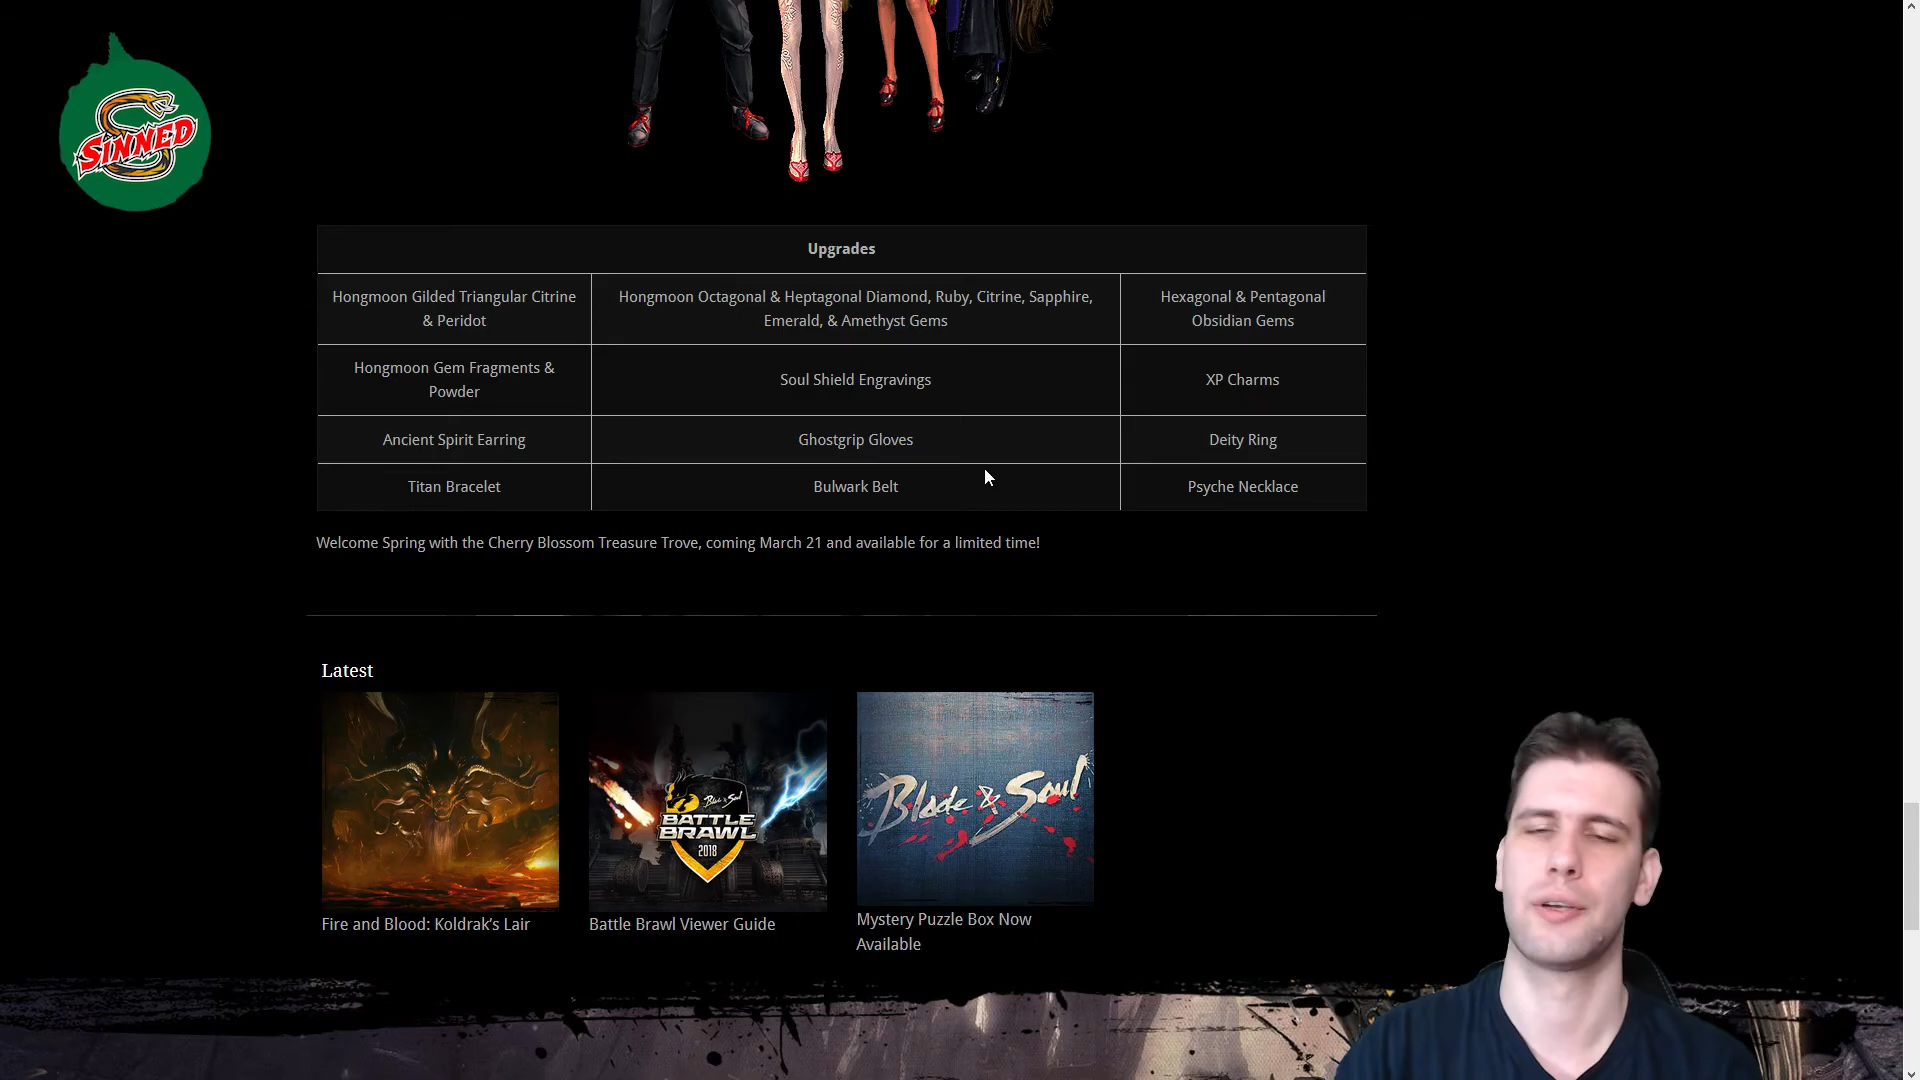 SINNED
Upgrades
Hongmoon Gilded Triangular Citrine
& Peridot
Hongmoon Octagonal & Heptagonal Diamond, Ruby, Citrine, Sapphire,
Emerald, & Amethyst Gems
Hexagonal & Pentagonal
Obsidian Gems
Hongmoon Gem Fragments &
Powder
Soul Shield Engravings
XP Charms
Ancient Spirit Earring
Ghostgrip Gloves
Deity Ring
Titan Bracelet
Bulwark Belt
Psyche Necklace
Welcome Spring with the Cherry Blossom Treasure Trove, coming March 21 and available for a limited time!
Latest
Blade & Soul
BATTLE
BRAWL
2018
Blade & Soul
Fire and Blood: Koldrak's Lair
Battle Brawl Viewer Guide
Mystery Puzzle Box Now
Available